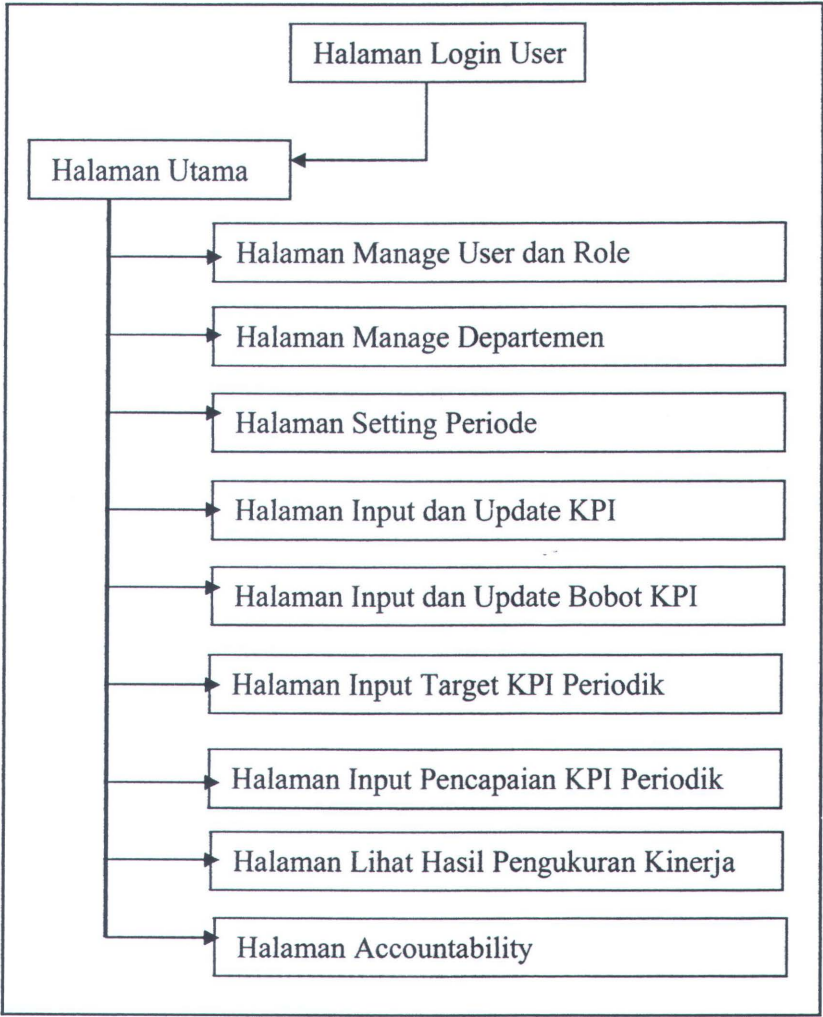 Halaman Login User
Halaman Utama
Halaman Manage User dan Role
Halaman Manage Departemen
Halaman Setting Periode
Halaman Input dan Update KPI
Halaman Input dan Update Bobot KPI
Halaman Input Target KPI Periodik
Halaman Input Pencapaian KPI Periodik
Halaman Lihat Hasil Pengukuran Kinerja
Halaman Accountability